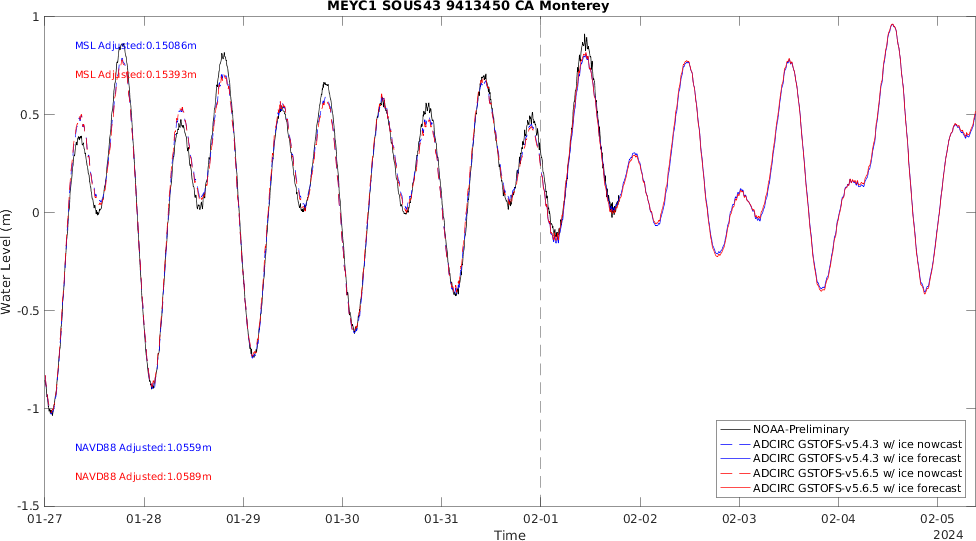 MEYC1 SOUS43 9413450 CA Monterey
1
0.5
0
-0.5
-1
-1.5
Water Level (m)
MSL Adjusted:0.15086m
MSL Adjusted:0.15393m
NAVD88 Adjusted:1.0559m
NAVD88 Adjusted:1.0589m
NOAA-Preliminary
ADCIRC GSTOFS-v5.4.3 w/ ice nowcast
ADCIRC GSTOFS-v5.4.3 w/ ice forecast
ADCIRC GSTOFS-v5.6.5 w/ ice nowcast
ADCIRC GSTOFS-v5.6.5 w/ ice forecast
01-27 01-28 01-29 01-30 01-31 02-01 02-02 02-03 02-04 02-05
Time
2024